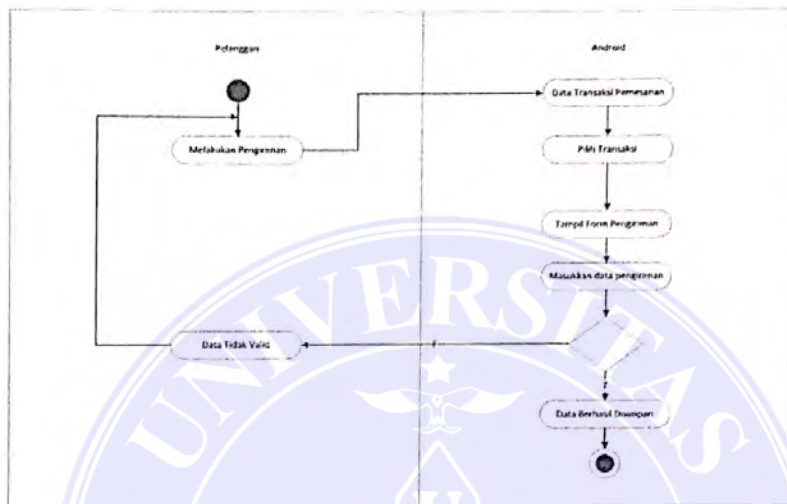 Pelanggan
Android
Data Transaksi Pemesanan
Melakukan Pengiriman
Pilih Transaksi
Tampil Form Pengiriman
Masukkan data pengiriman
Data Tidak Valid
Data Berhasil Disimpan
UNIVERSITAS